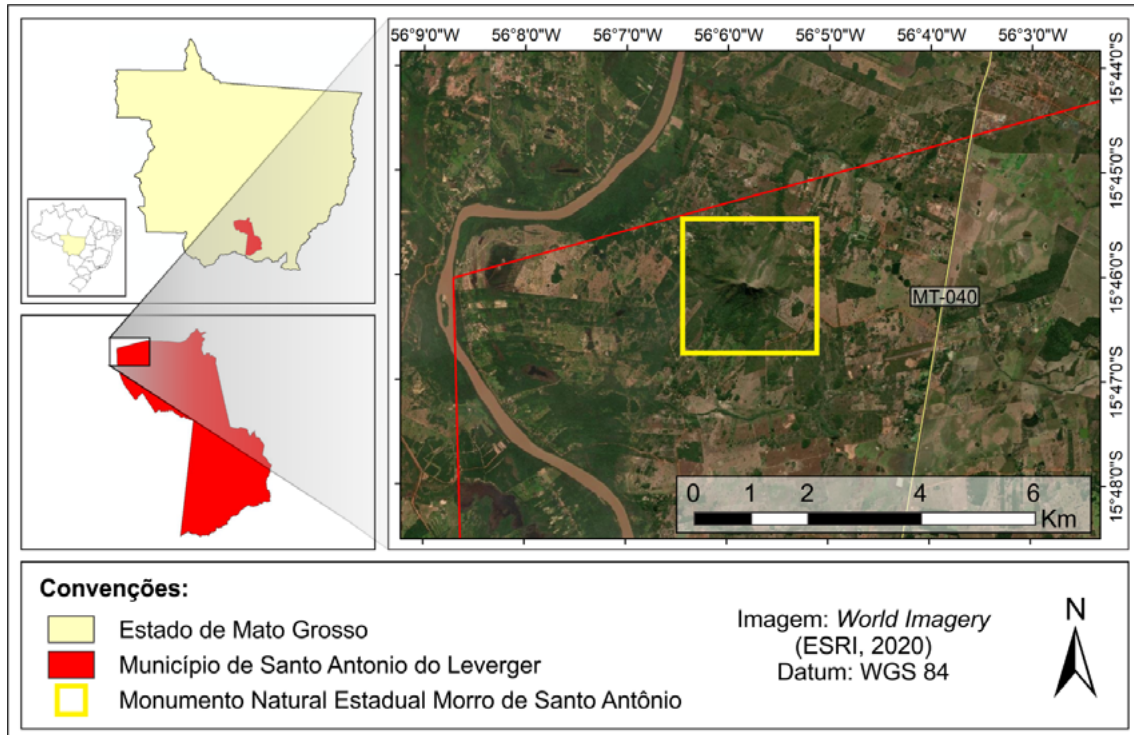 56°9'0"W 56°8'0"W 56°7'0"W 56°6'0"W 56°5'0"W 56°4'0"W 56°3'0"W
15°44'0"S
15°45'0"S
15°46'0"S
15°47'0"S
15°48'0"S
MT-040
0 1 2 4 6
Km
Convenções:
Estado de Mato Grosso
Município de Santo Antonio do Leverger
Monumento Natural Estadual Morro de Santo Antônio
Imagem: World Imagery
(ESRI, 2020)
Datum: WGS 84
N